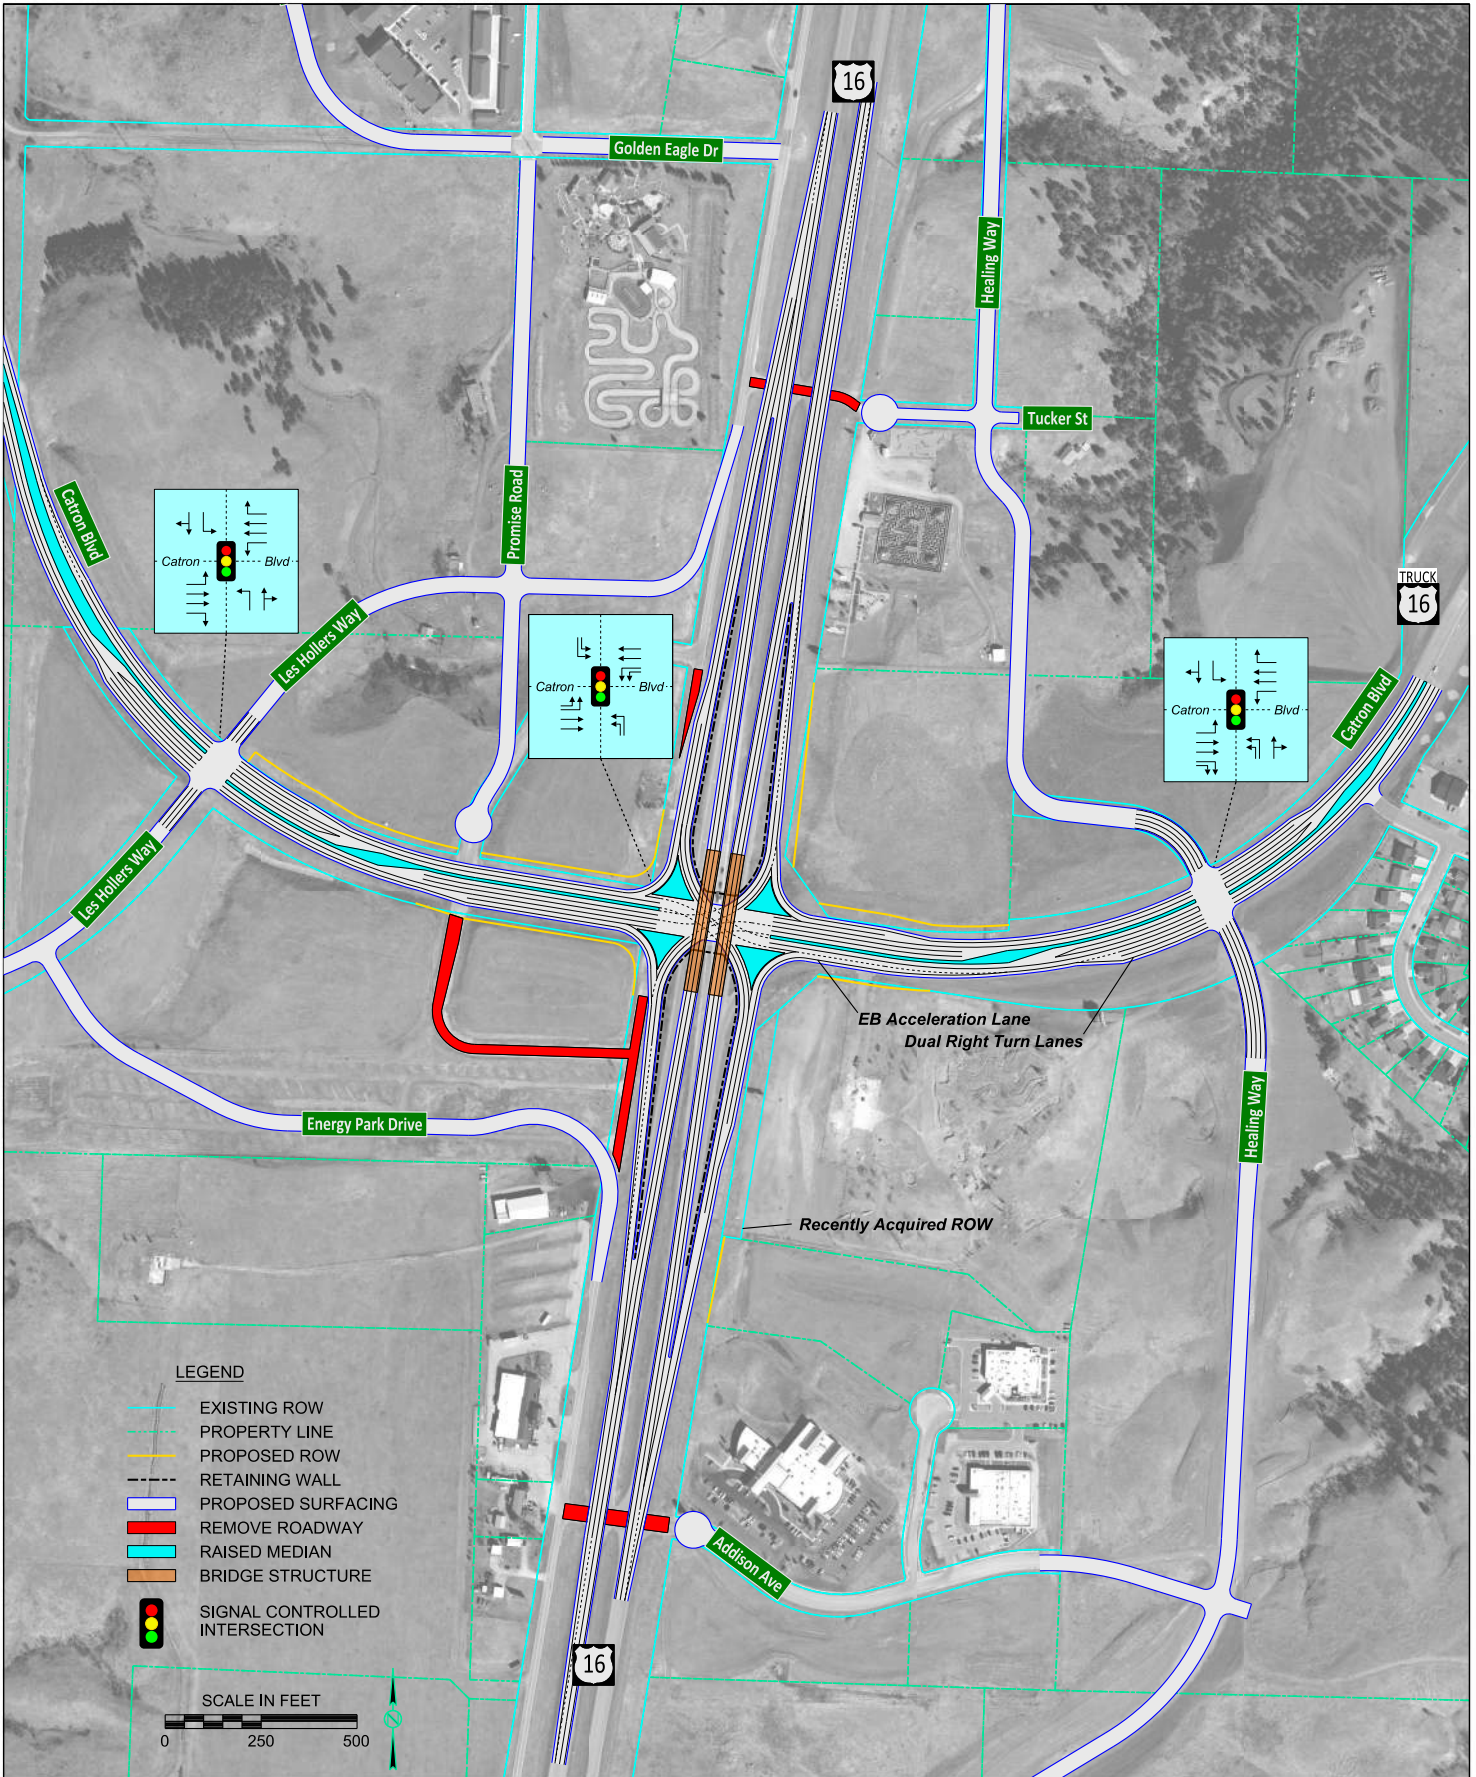 16
Golden Eagle Dr
Healing Way
Tucker St
Promise Road
Catron Blvd
Catron Blvd
Les Hollers Way
TRUCK
16
Catron Blvd
Catron Blvd
Catron Blvd
Les Hollers Way
EB Acceleration Lane
Dual Right Turn Lanes
Energy Park Drive
Healing Way
Recently Acquired ROW
LEGEND
EXISTING ROW
PROPERTY LINE
PROPOSED ROW
RETAINING WALL
PROPOSED SURFACING
REMOVE ROADWAY
RAISED MEDIAN
BRIDGE STRUCTURE
SIGNAL CONTROLLED
INTERSECTION
Addison Ave
16
SCALE IN FEET
0 250 500